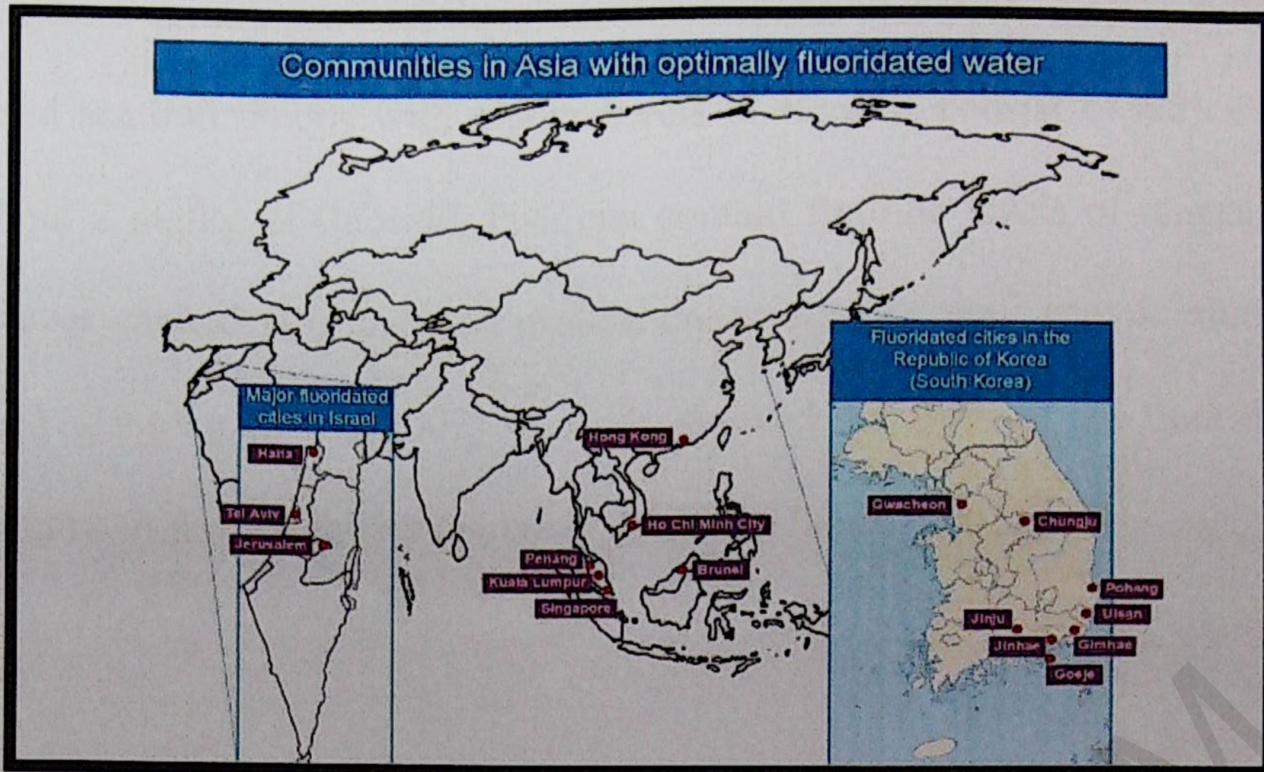 Communities in Asia with optimally fluoridated water
Fluoridated cities in the
Republic of Korea
(South Korea)
Major fluoridated
cities in Israel
Haifa
Tel Aviv
Jerusalem
Hong Kong
Ho Chi Minh City
Penang
Kuala Lumpur
Singapore
Brunei
Gwacheon
Chungju
Pohang
Ulsan
Jinju
Jinhae
Gimhae
Goeje
M